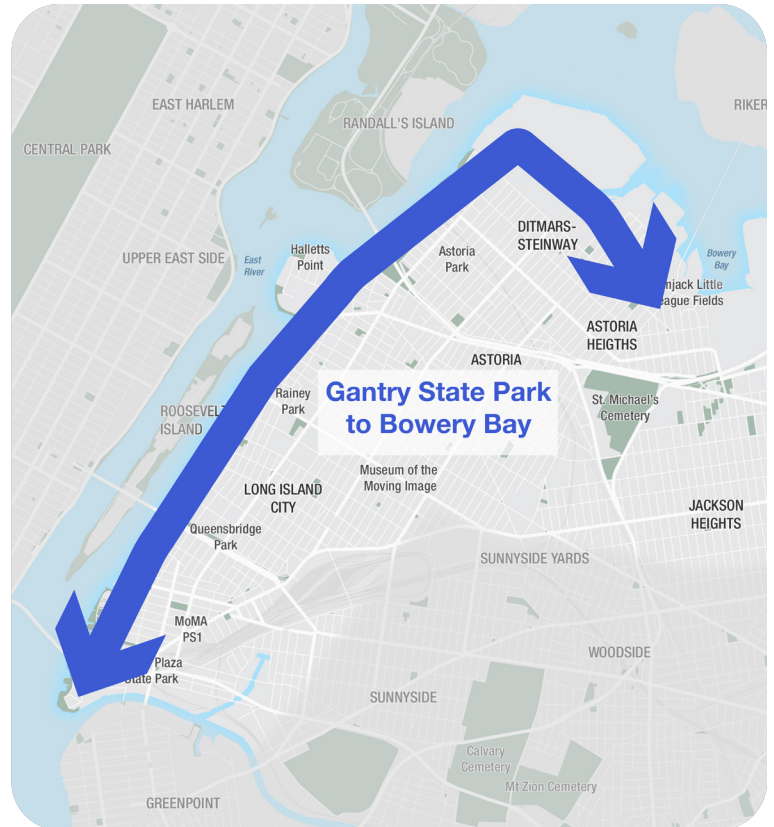 EAST HARLEM
RIKER
RANDALL'S ISLAND
CENTRAL PARK
DITMARS-
STEINWAY
Halletts
Point
Astoria
Park
UPPER EAST SIDE
East
River
Bowery
Bay
njack Little
eague Fields
ASTORIA
HEIGTHS
ASTORIA
Gantry State Park
to Bowery Bay
Rainey
Park
St. Michael's
Cemetery
ROOSEVEL
ISLAND
Museum of the
Moving Image
LONG ISLAND
CITY
JACKSON
HEIGHTS
Queensbridge
Park
SUNNYSIDE YARDS
MoMA
PS1
WOODSIDE
Plaza
State Park
SUNNYSIDE
Calvary
Cemetery
Mt Zion Cemetery
GREENPOINT